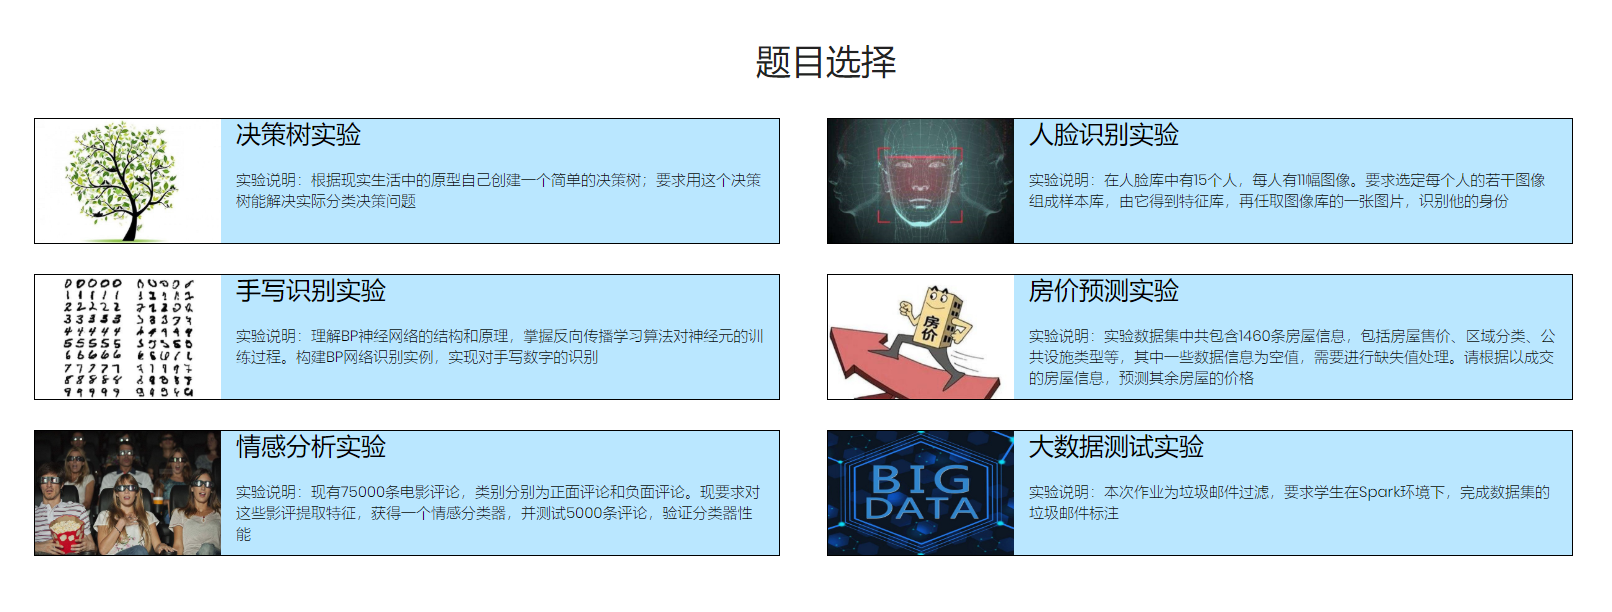 题目选择
决策树实验
实验说明：根据现实生活中的原型自己创建一个简单的决策树；要求用这个决策
树能解决实际分类决策问题
人脸识别实验
实验说明：在人脸库中有15个人，每人有11幅图像。要求选定每个人的若干图像
组成样本库，由它得到特征库，再任取图像库的一张图片，识别他的身份
手写识别实验
实验说明：理解BP神经网络的结构和原理，掌握反向传播学习算法对神经元的训
练过程。构建BP网络识别实例，实现对手写数字的识别
房价
房价预测实验
实验说明：实验数据集中共包含1460条房屋信息，包括房屋售价、区域分类、公
共设施类型等，其中一些数据信息为空值，需要进行缺失值处理。请根据以成交
的房屋信息，预测其余房屋的价格
情感分析实验
实验说明：现有75000条电影评论，类别分别为正面评论和负面评论。现要求对
这些影评提取特征，获得一个情感分类器，并测试5000条评论，验证分类器性
能
BIG
DATA
大数据测试实验
实验说明：本次作业为垃圾邮件过滤，要求学生在Spark环境下，完成数据集的
垃圾邮件标注